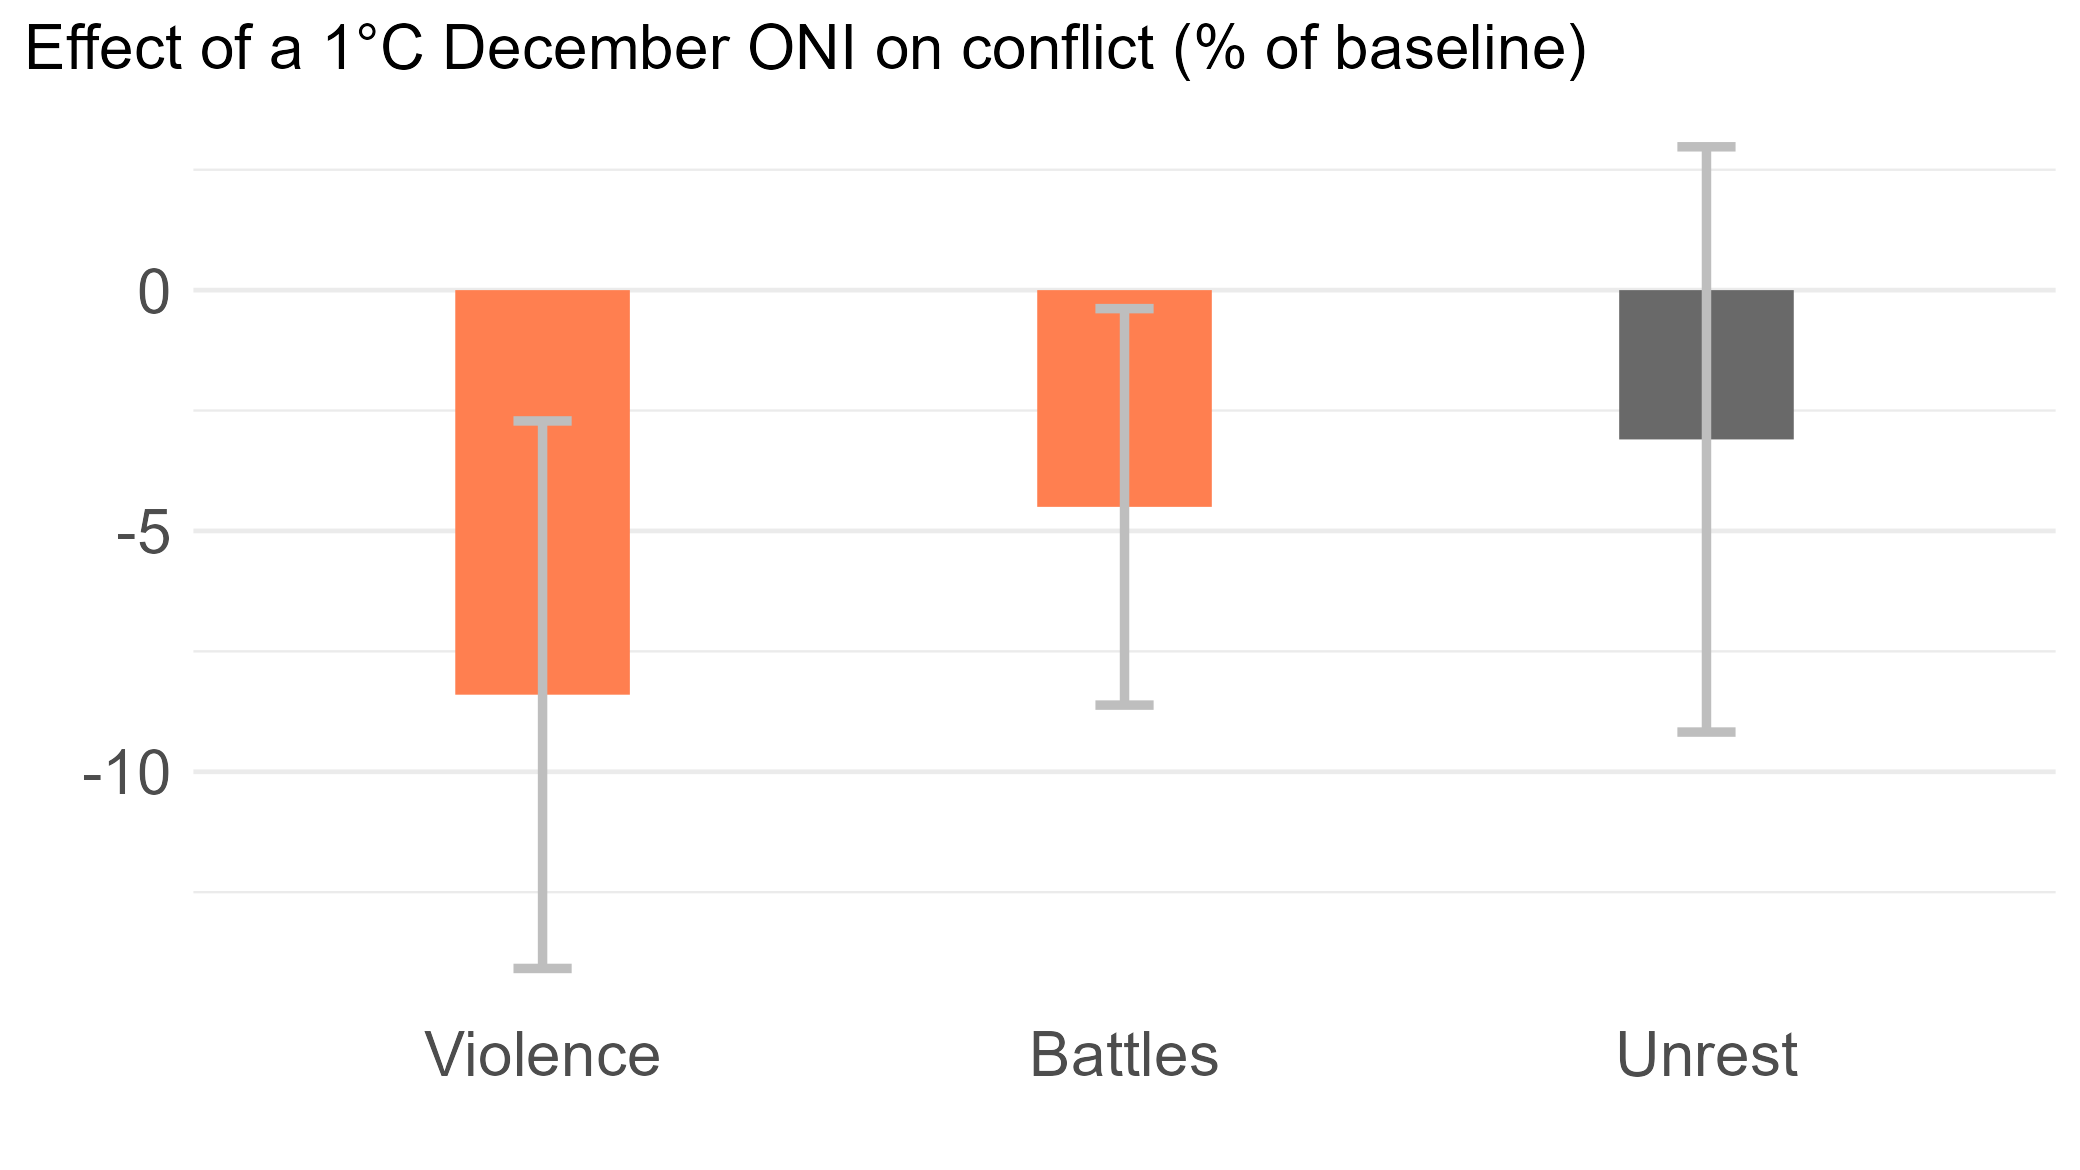 Effect of a 1°C December ONI on conflict (% of baseline)
0
-5
-10
Violence Battles Unrest